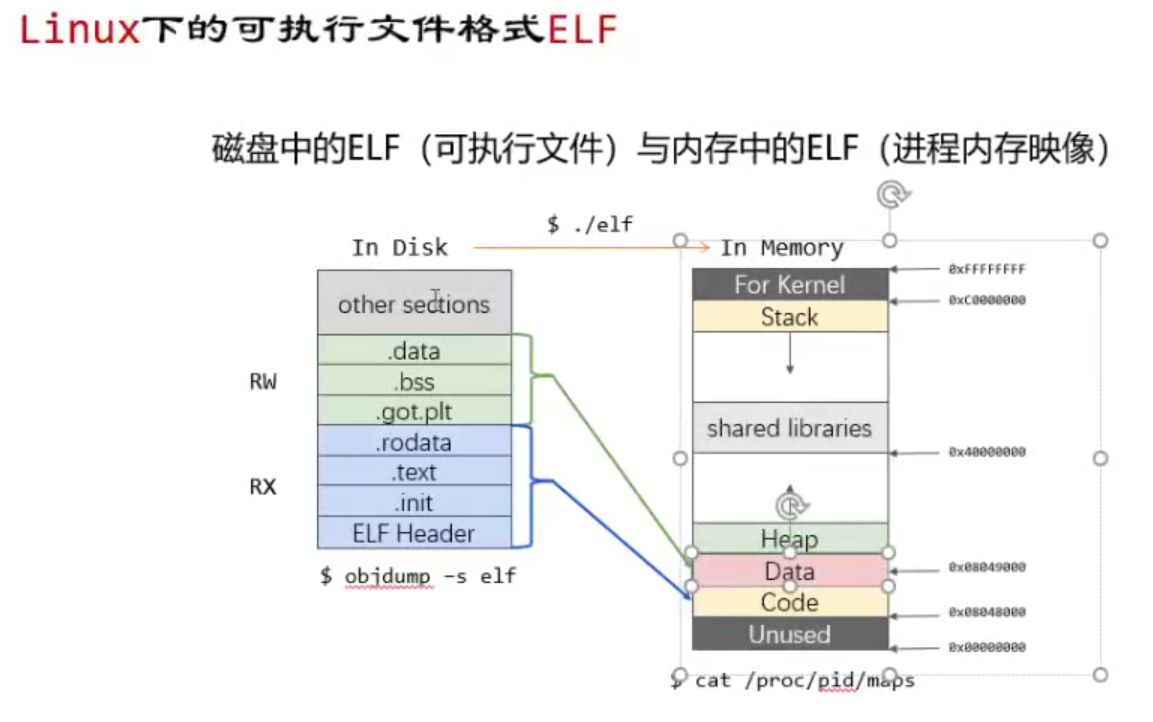 Linux下的可执行文件格式ELF
磁盘中的ELF（可执行文件）与内存中的ELF（进程内存映像）
$ ./elf
In Disk
In Memory
other sections
.data
.bss
.got.plt
.rodata
.text
.init
ELF Header
RW
RX
$ objdump -s elf
For Kernel
Stack
shared libraries
Heap
Data
Code
Unused
0xFFFFFFFF
0xC0000000
0x40000000
0x08049000
0x08048000
0x00000000
$ cat /proc/pid/maps